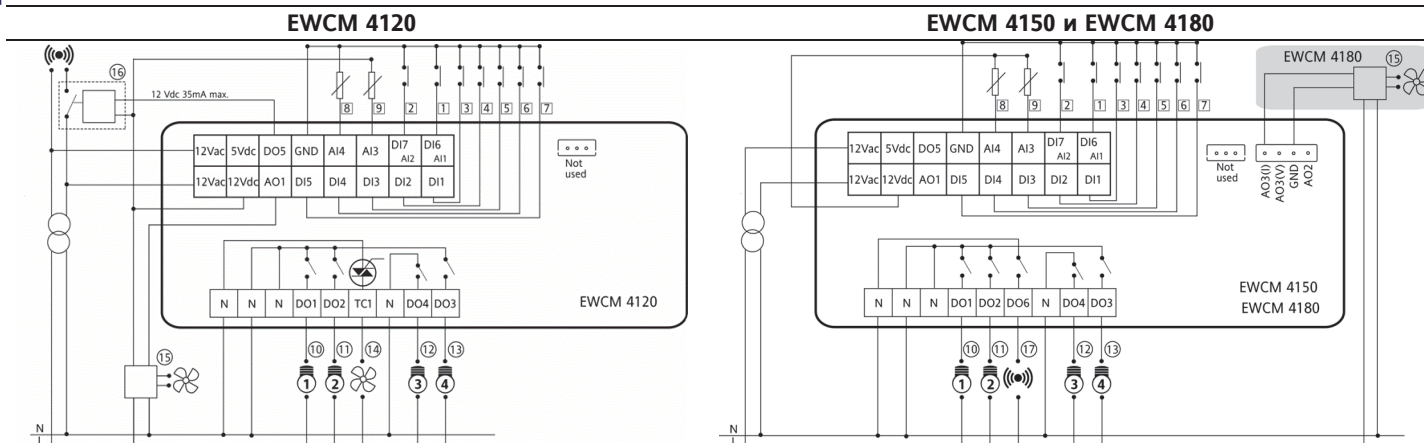 EWCM 4120
EWCM 4150 и EWCM 4180
16
12 Vdc 35mA max.
8 9 2 1 3 4 5 6 7
12Vac 5Vdc DO5 GND AI4 AI3 DI7 AI2 DI6 AI1
12Vac 12Vdc AO1 DI5 DI4 DI3 DI2 DI1
Not used
N N N DO1 DO2 TC1 N DO4 DO3
EWCM 4120
15
10 11 14 12 13
1 2 3 4
N
L
EWCM 4180
15
8 9 2 1 3 4 5 6 7
12Vac 5Vdc DO5 GND AI4 AI3 DI7 AI2 DI6 AI1
12Vac 12Vdc AO1 DI5 DI4 DI3 DI2 DI1
Not used
AO3(I)
AO3(V)
GND
AO2
N N N DO1 DO2 DO6 N DO4 DO3
EWCM 4150
EWCM 4180
10 11 17 12 13
1 2 3 4
N